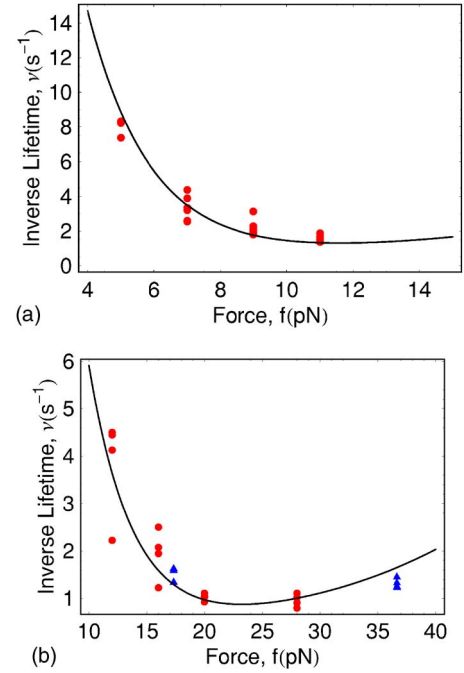 14
12
10
8
6
4
2
0
Inverse Lifetime, ν(s⁻¹)
4 6 8 10 12 14
Force, f(pN)
(a)
6
5
4
3
2
1
Inverse Lifetime, ν(s⁻¹)
10 15 20 25 30 35 40
Force, f(pN)
(b)